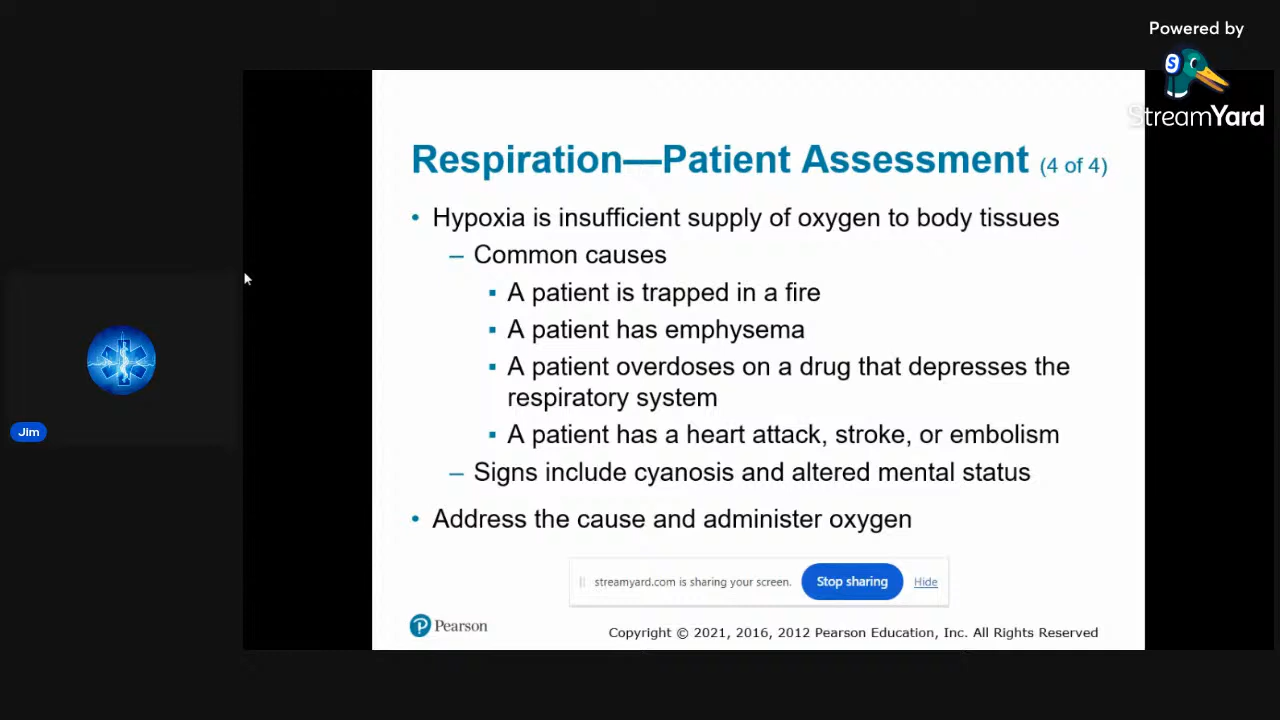 Powered by
StreamYard
Respiration—Patient Assessment (4 of 4)
• Hypoxia is insufficient supply of oxygen to body tissues
– Common causes
▪ A patient is trapped in a fire
▪ A patient has emphysema
▪ A patient overdoses on a drug that depresses the
respiratory system
▪ A patient has a heart attack, stroke, or embolism
– Signs include cyanosis and altered mental status
• Address the cause and administer oxygen
Jim
streamyard.com is sharing your screen. Stop sharing Hide
Pearson
Copyright © 2021, 2016, 2012 Pearson Education, Inc. All Rights Reserved